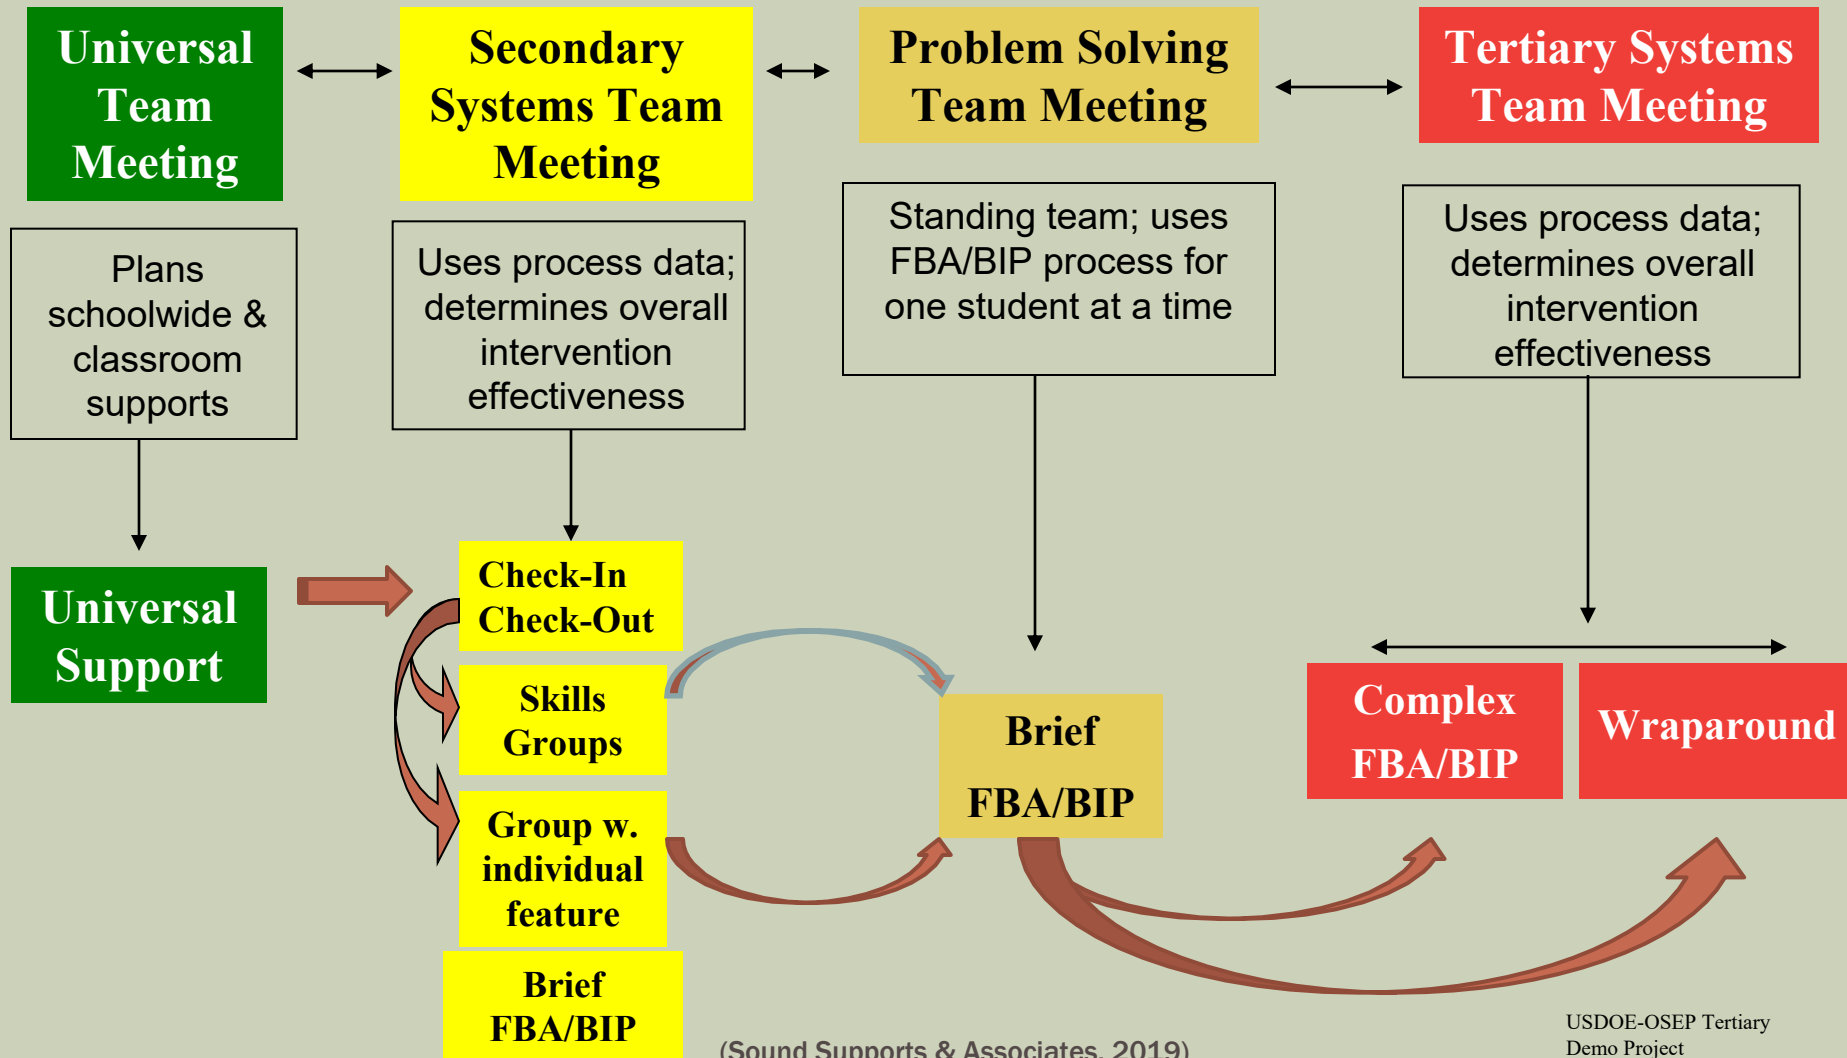 Universal
Team
Meeting
Secondary
Systems Team
Meeting
Problem Solving
Team Meeting
Tertiary Systems
Team Meeting
Plans
schoolwide &
classroom
supports
Uses process data;
determines overall
intervention
effectiveness
Standing team; uses
FBA/BIP process for
one student at a time
Uses process data;
determines overall
intervention
effectiveness
Universal
Support
Check-In
Check-Out
Skills
Groups
Group w.
individual
feature
Brief
FBA/BIP
Brief
FBA/BIP
Complex
FBA/BIP
Wraparound
(Sound Supports & Associates, 2019)
USDOE-OSEP Tertiary
Demo Project